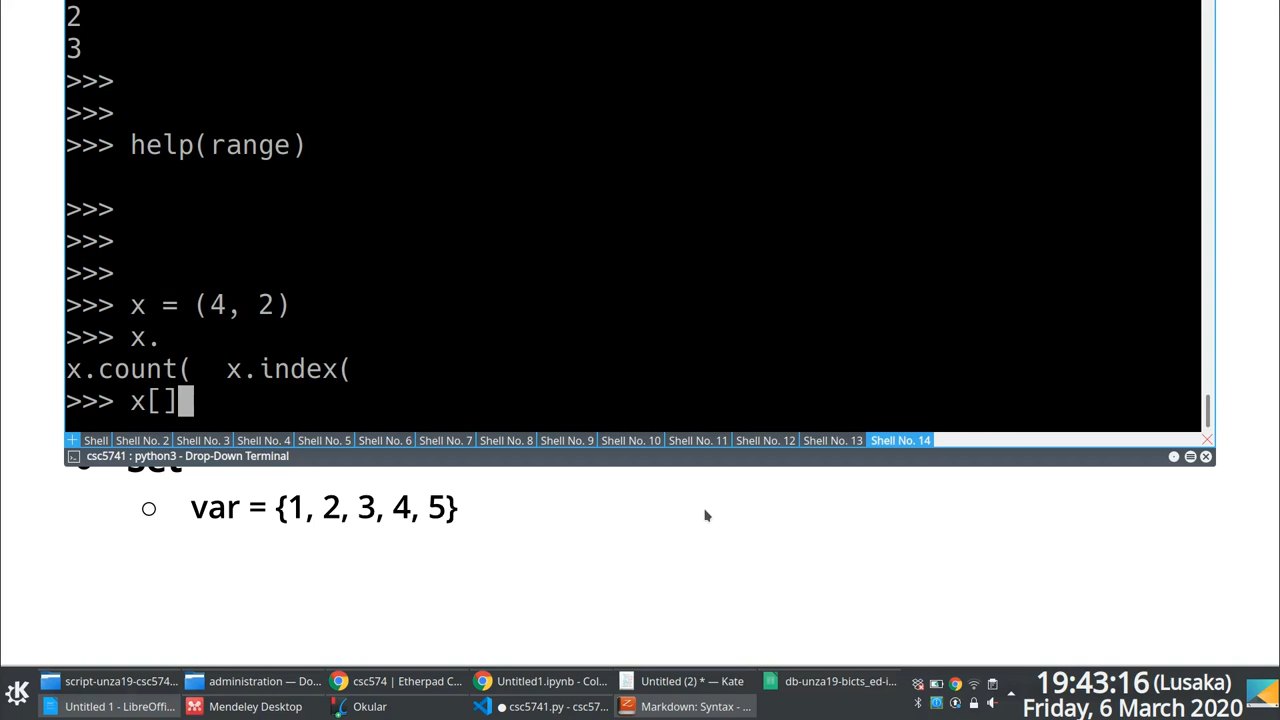 2
3
>>>
>>>
>>> help(range)
>>>
>>>
>>>
>>> x = (4, 2)
>>> x.
x.count(  x.index(
>>> x[]
Shell Shell No. 2 Shell No. 3 Shell No. 4 Shell No. 5 Shell No. 6 Shell No. 7 Shell No. 8 Shell No. 9 Shell No. 10 Shell No. 11 Shell No. 12 Shell No. 13 Shell No. 14
csc5741 : python3 - Drop-Down Terminal
Set
var = {1, 2, 3, 4, 5}
script-unza19-csc574... administration — Do... csc574 | Etherpad C... Untitled1.ipynb - Col... Untitled (2) * — Kate db-unza19-bicts_ed-i...
Untitled 1 - LibreOffi... Mendeley Desktop Okular ● csc5741.py - csc57... Markdown: Syntax - ...
19:43:16 (Lusaka)
Friday, 6 March 2020